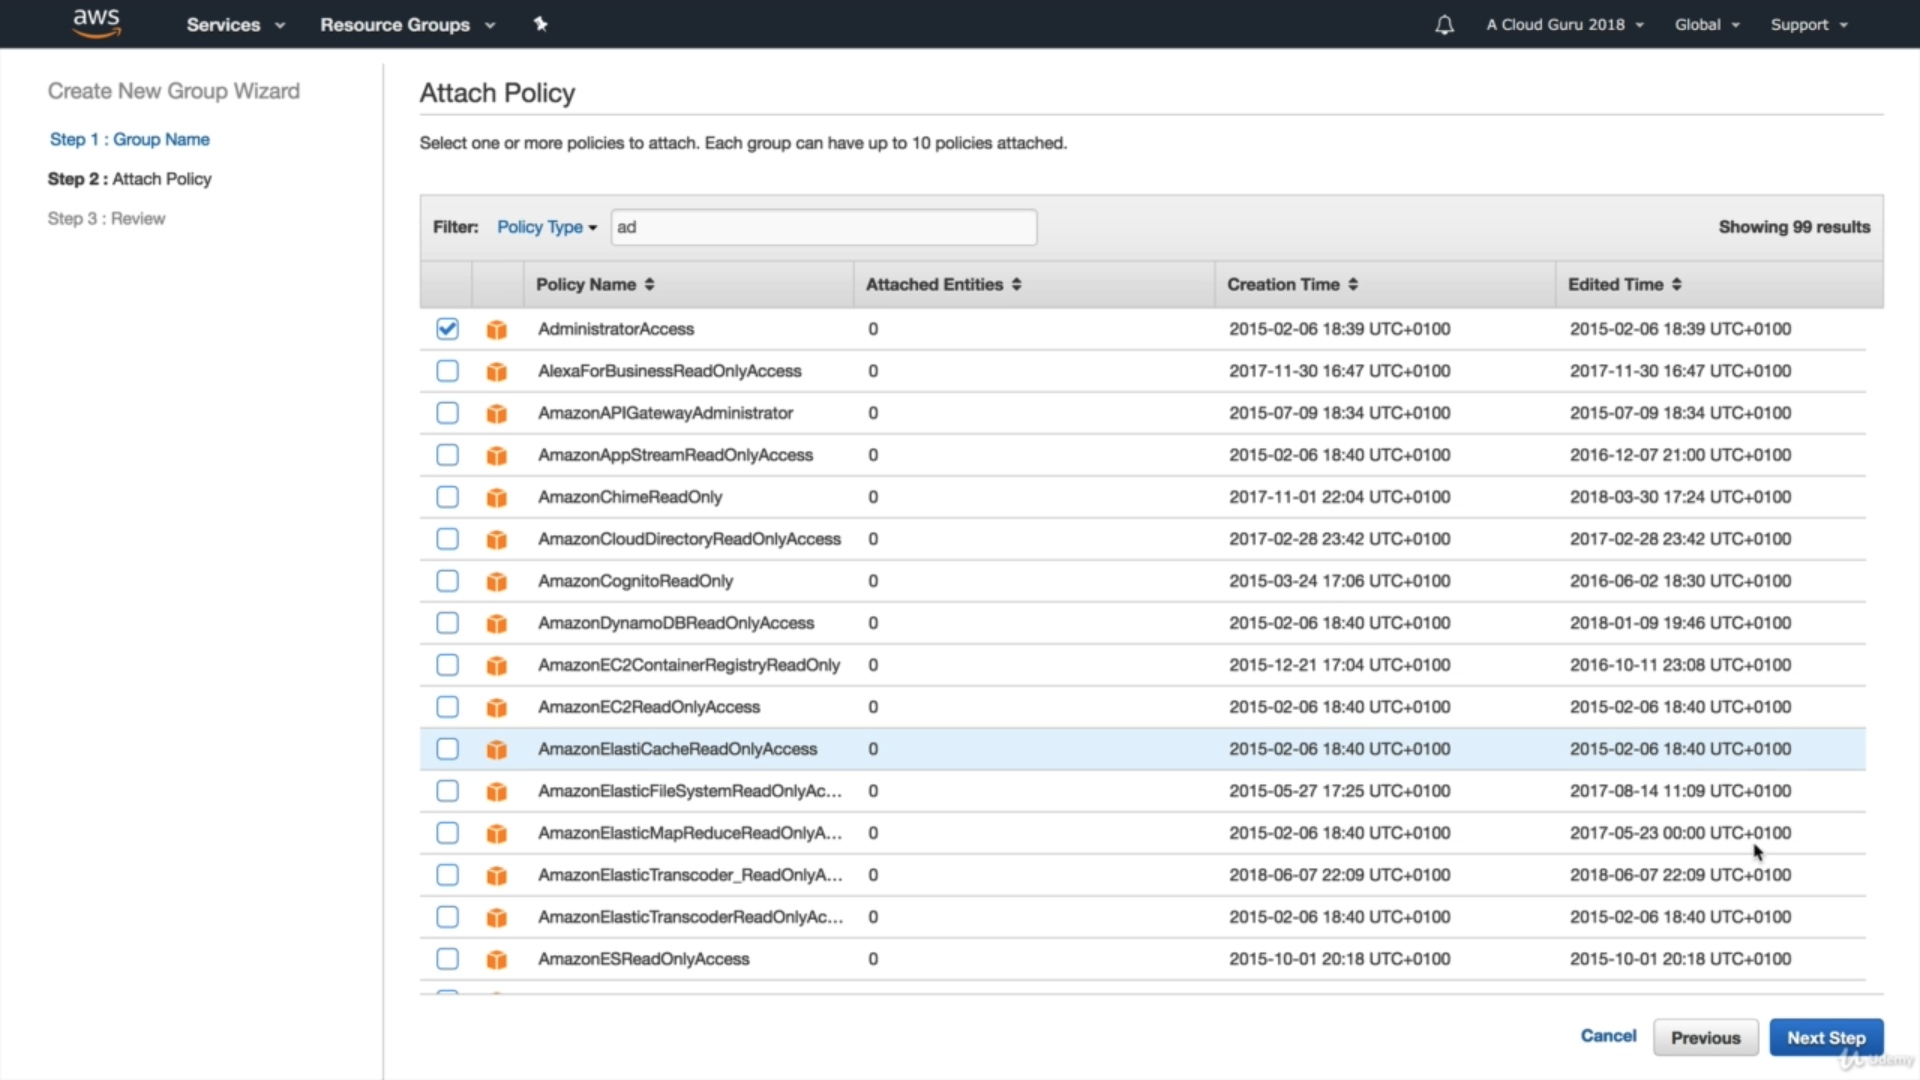 aws Services Resource Groups A Cloud Guru 2018 Global Support
Create New Group Wizard
Step 1 : Group Name
Step 2 : Attach Policy
Step 3 : Review
Attach Policy
Select one or more policies to attach. Each group can have up to 10 policies attached.
Filter: Policy Type ad Showing 99 results
Policy Name Attached Entities Creation Time Edited Time
AdministratorAccess 0 2015-02-06 18:39 UTC+0100 2015-02-06 18:39 UTC+0100
AlexaForBusinessReadOnlyAccess 0 2017-11-30 16:47 UTC+0100 2017-11-30 16:47 UTC+0100
AmazonAPIGatewayAdministrator 0 2015-07-09 18:34 UTC+0100 2015-07-09 18:34 UTC+0100
AmazonAppStreamReadOnlyAccess 0 2015-02-06 18:40 UTC+0100 2016-12-07 21:00 UTC+0100
AmazonChimeReadOnly 0 2017-11-01 22:04 UTC+0100 2018-03-30 17:24 UTC+0100
AmazonCloudDirectoryReadOnlyAccess 0 2017-02-28 23:42 UTC+0100 2017-02-28 23:42 UTC+0100
AmazonCognitoReadOnly 0 2015-03-24 17:06 UTC+0100 2016-06-02 18:30 UTC+0100
AmazonDynamoDBReadOnlyAccess 0 2015-02-06 18:40 UTC+0100 2018-01-09 19:46 UTC+0100
AmazonEC2ContainerRegistryReadOnly 0 2015-12-21 17:04 UTC+0100 2016-10-11 23:08 UTC+0100
AmazonEC2ReadOnlyAccess 0 2015-02-06 18:40 UTC+0100 2015-02-06 18:40 UTC+0100
AmazonElastiCacheReadOnlyAccess 0 2015-02-06 18:40 UTC+0100 2015-02-06 18:40 UTC+0100
AmazonElasticFileSystemReadOnlyAc... 0 2015-05-27 17:25 UTC+0100 2017-08-14 11:09 UTC+0100
AmazonElasticMapReduceReadOnlyA... 0 2015-02-06 18:40 UTC+0100 2017-05-23 00:00 UTC+0100
AmazonElasticTranscoder_ReadOnlyA... 0 2018-06-07 22:09 UTC+0100 2018-06-07 22:09 UTC+0100
AmazonElasticTranscoderReadOnlyAc... 0 2015-02-06 18:40 UTC+0100 2015-02-06 18:40 UTC+0100
AmazonESReadOnlyAccess 0 2015-10-01 20:18 UTC+0100 2015-10-01 20:18 UTC+0100
Cancel Previous Next Step
Udemy